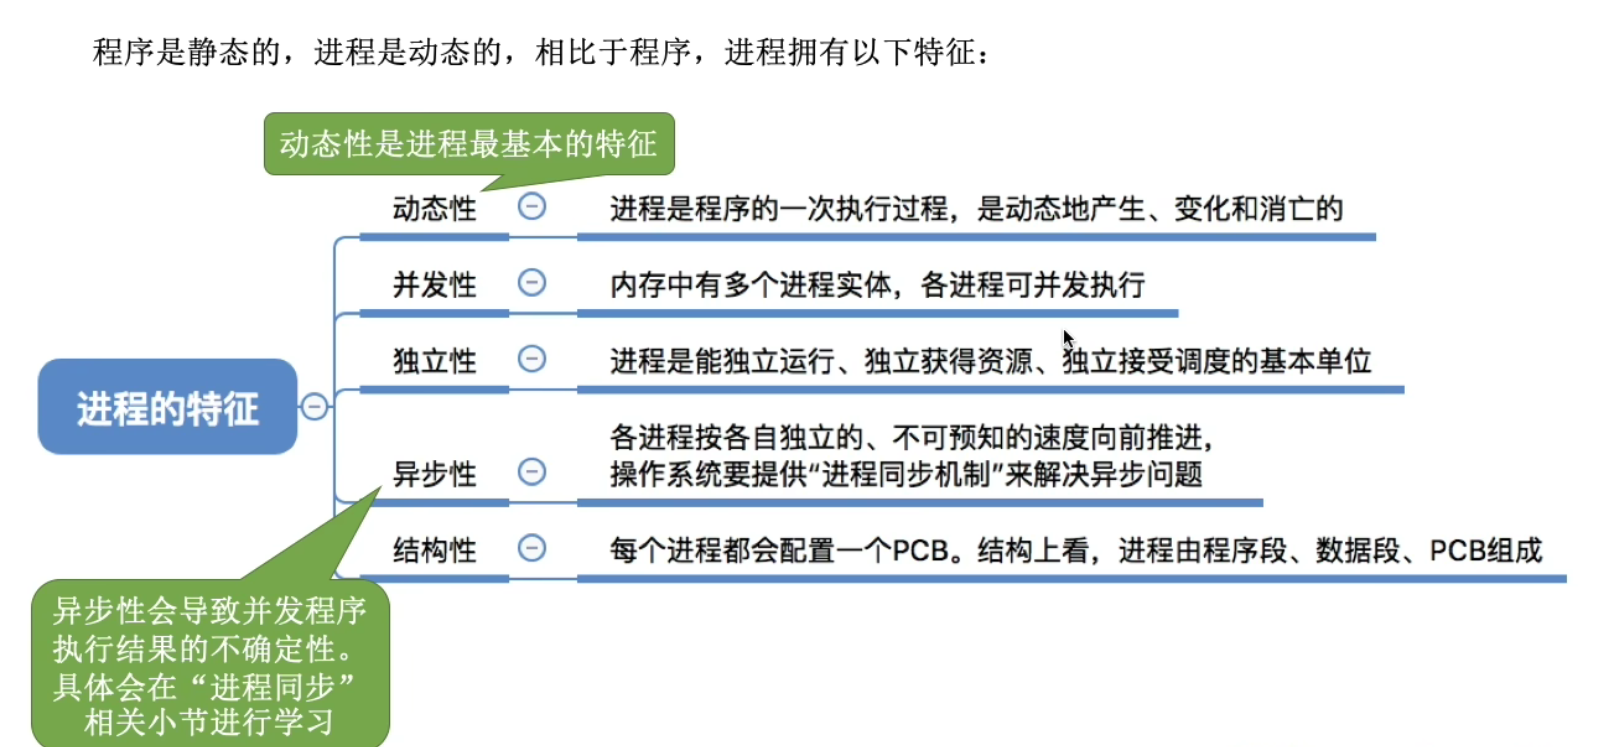 程序是静态的，进程是动态的，相比于程序，进程拥有以下特征：
动态性是进程最基本的特征
动态性
进程是程序的一次执行过程，是动态地产生、变化和消亡的
并发性
内存中有多个进程实体，各进程可并发执行
独立性
进程是能独立运行、独立获得资源、独立接受调度的基本单位
进程的特征
各进程按各自独立的、不可预知的速度向前推进，
异步性
操作系统要提供“进程同步机制”来解决异步问题
结构性
每个进程都会配置一个PCB。结构上看，进程由程序段、数据段、PCB组成
异步性会导致并发程序
执行结果的不确定性。
具体会在“进程同步”
相关小节进行学习